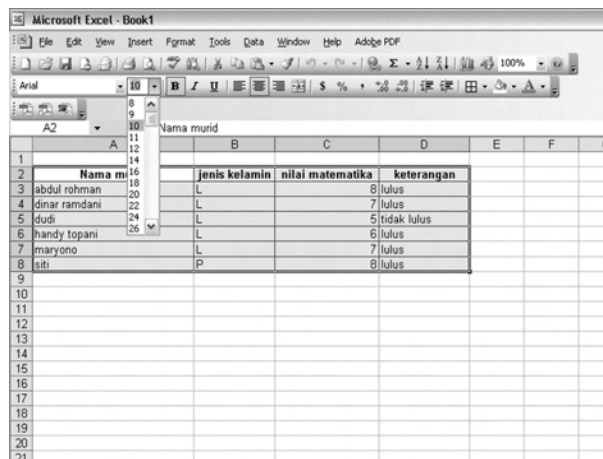 Microsoft Excel - Book1
File Edit View Insert Format Tools Data Window Help Adobe PDF
Σ 100%
Arial 10 B I U $ % , A
8
9
10
11
12
14
16
18
20
22
24
26
A2 Nama murid
A B C D E F
1
2 Nama jenis kelamin nilai matematika keterangan
3 abdul rohman L 8 lulus
4 dinar ramdani L 7 lulus
5 dudi L 5 tidak lulus
6 handy topani L 6 lulus
7 maryono L 7 lulus
8 siti P 8 lulus
9
10
11
12
13
14
15
16
17
18
19
20
21